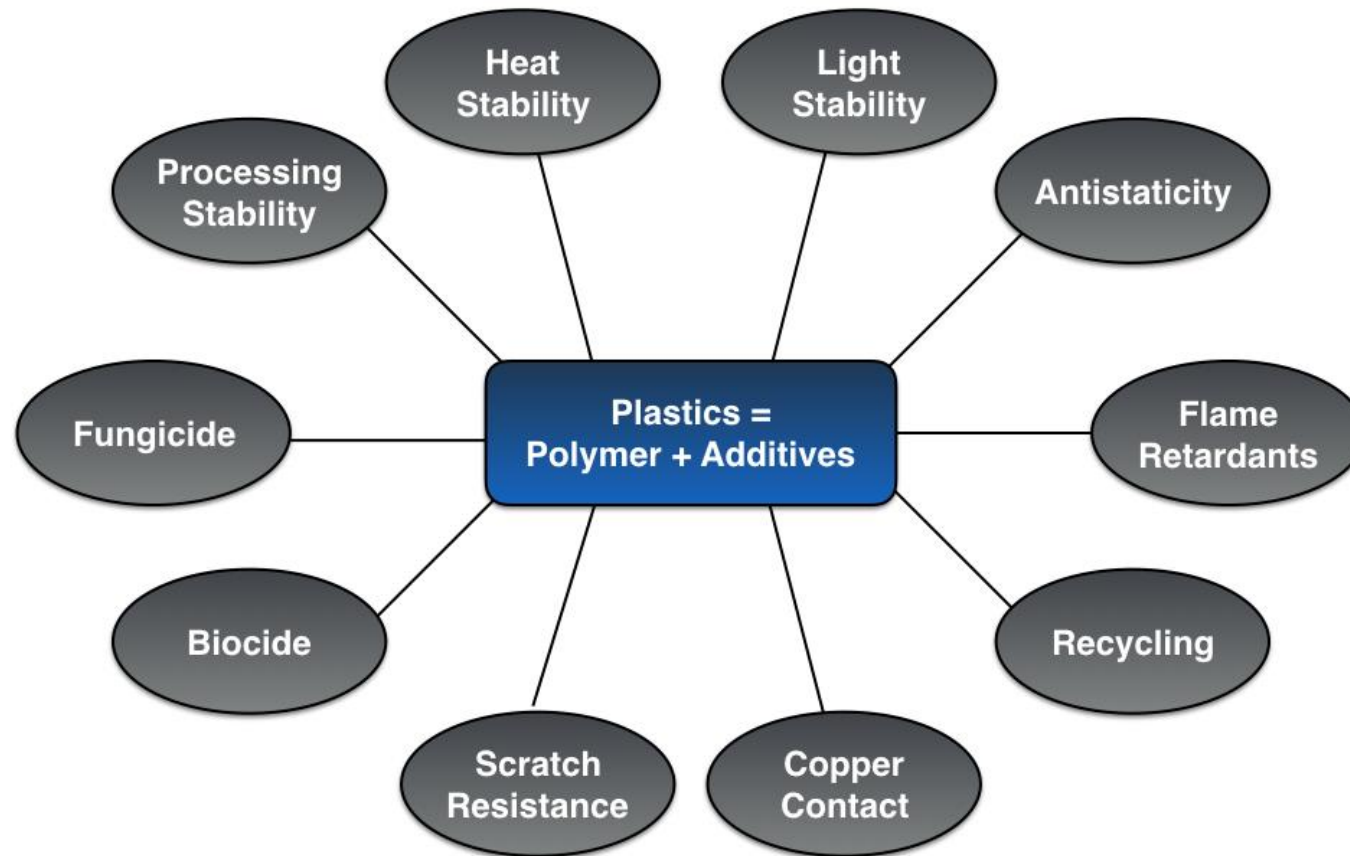 Heat
Stability
Light
Stability
Processing
Stability
Antistaticity
Plastics =
Polymer + Additives
Fungicide
Flame
Retardants
Biocide
Recycling
Scratch
Resistance
Copper
Contact